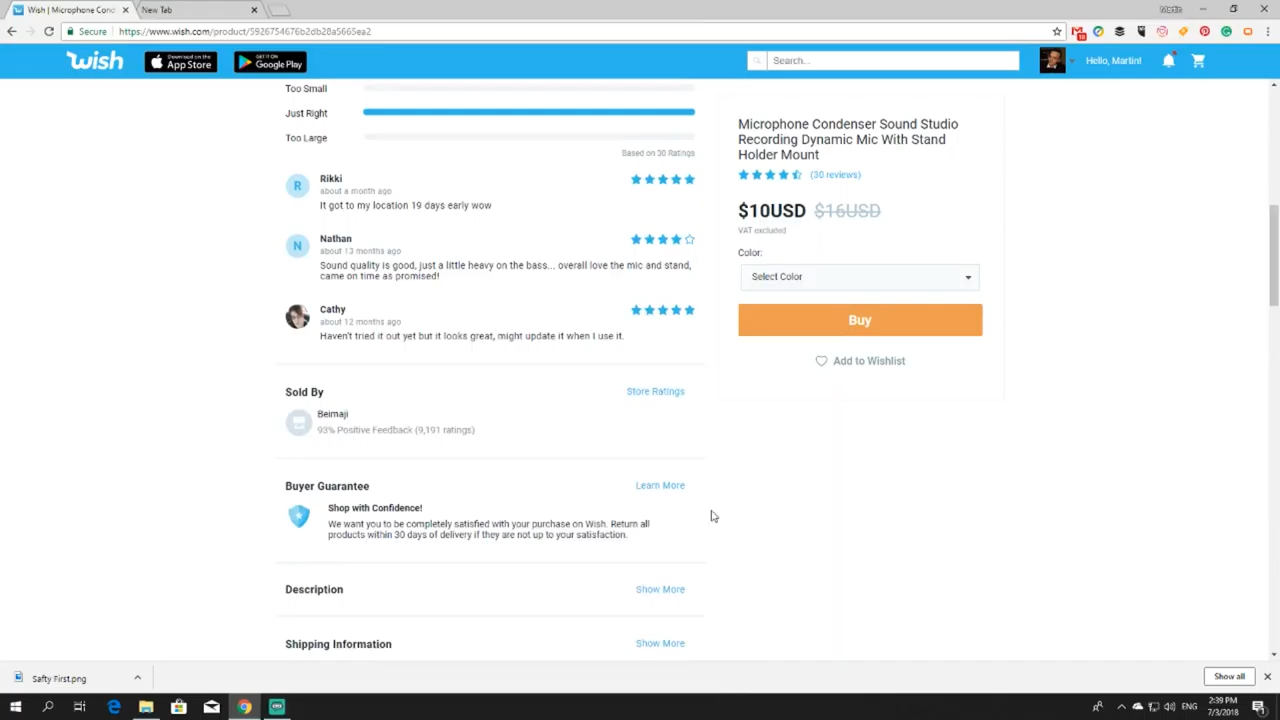 Wish | Microphone Cond
New Tab
Martin
Secure
https://www.wish.com/product/5926754676b2db28a5665ea2
18
wish
Download on the
App Store
GET IT ON
Google Play
Search...
Hello, Martin!
Too Small
Just Right
Too Large
Based on 30 Ratings
R
Rikki
about a month ago
It got to my location 19 days early wow
N
Nathan
about 13 months ago
Sound quality is good, just a little heavy on the bass... overall love the mic and stand,
came on time as promised!
Cathy
about 12 months ago
Haven't tried it out yet but it looks great, might update it when I use it.
Sold By
Store Ratings
Beimaji
93% Positive Feedback (9,191 ratings)
Buyer Guarantee
Learn More
Shop with Confidence!
We want you to be completely satisfied with your purchase on Wish. Return all
products within 30 days of delivery if they are not up to your satisfaction.
Description
Show More
Shipping Information
Show More
Microphone Condenser Sound Studio
Recording Dynamic Mic With Stand
Holder Mount
(30 reviews)
$10USD $16USD
VAT excluded
Color:
Select Color
Buy
Add to Wishlist
Safty First.png
Show all
ENG
2:39 PM
7/3/2018